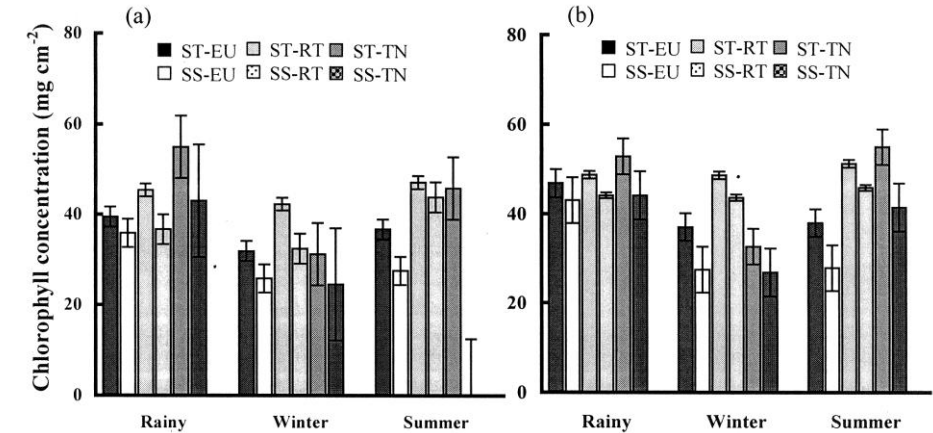 (a)
Chlorophyll concentration (mg cm-2)
80
60
40
20
0
ST-EU ST-RT ST-TN
SS-EU SS-RT SS-TN
Rainy Winter Summer
(b)
80
60
40
20
0
ST-EU ST-RT ST-TN
SS-EU SS-RT SS-TN
Rainy Winter Summer